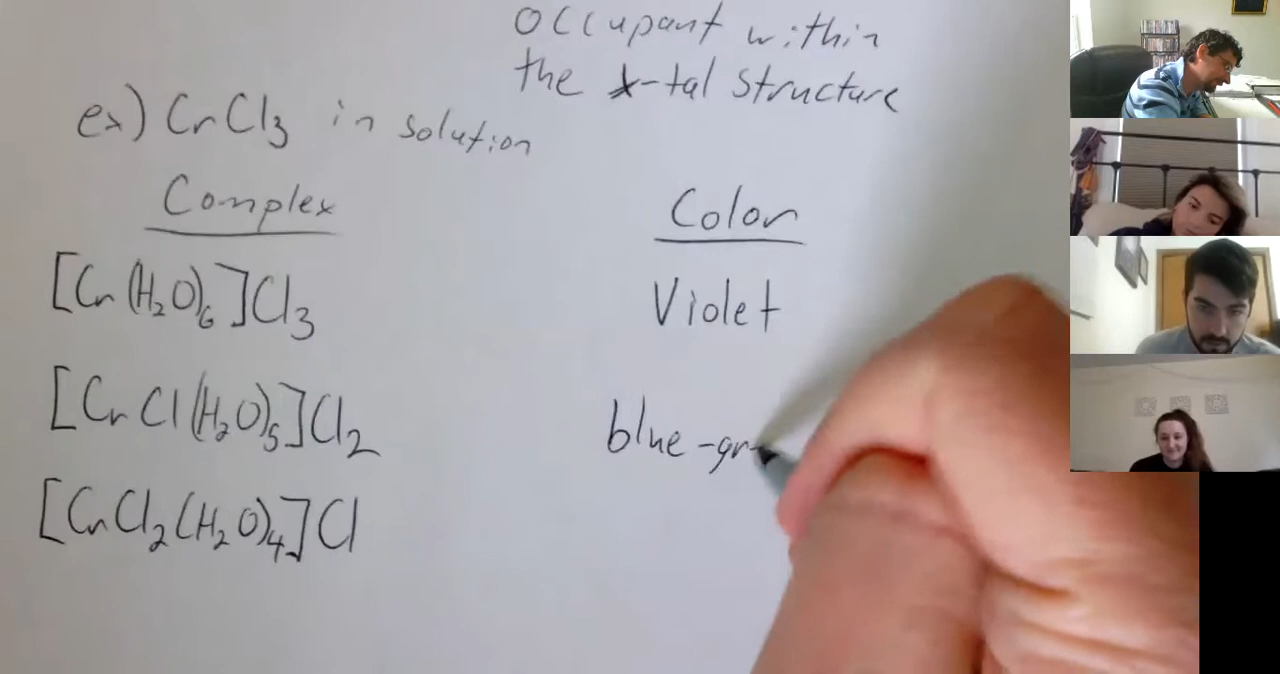 occupant within
the x-tal structure
ex) CrCl3 in solution
Complex
Color
[Cr(H2O)6]Cl3
Violet
[CrCl(H2O)5]Cl2
blue-gr
[CrCl2(H2O)4]Cl